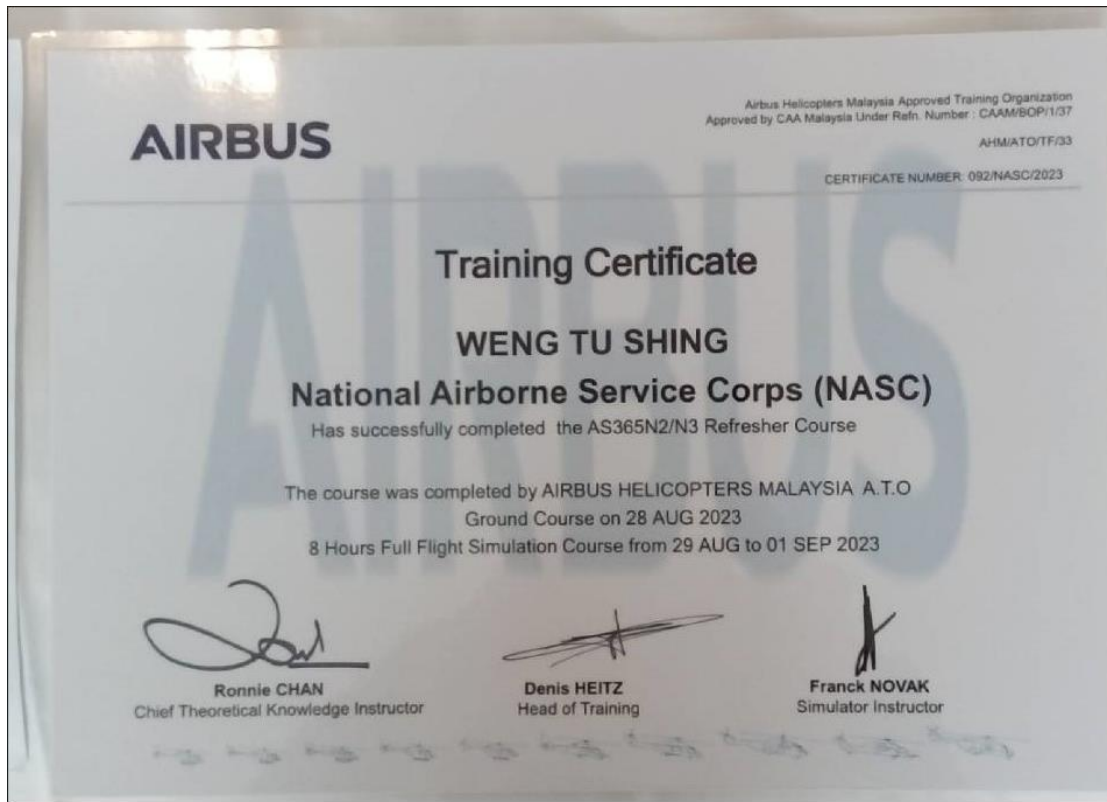 AIRBUS
Airbus Helicopters Malaysia Approved Training Organization
Approved by CAA Malaysia Under Refn. Number : CAAM/BOP/1/37
AHM/ATO/TF/33
CERTIFICATE NUMBER: 092/NASC/2023
AIRBUS
Training Certificate
WENG TU SHING
National Airborne Service Corps (NASC)
Has successfully completed the AS365N2/N3 Refresher Course
The course was completed by AIRBUS HELICOPTERS MALAYSIA A.T.O
Ground Course on 28 AUG 2023
8 Hours Full Flight Simulation Course from 29 AUG to 01 SEP 2023
Ronnie CHAN
Chief Theoretical Knowledge Instructor
Denis HEITZ
Head of Training
Franck NOVAK
Simulator Instructor